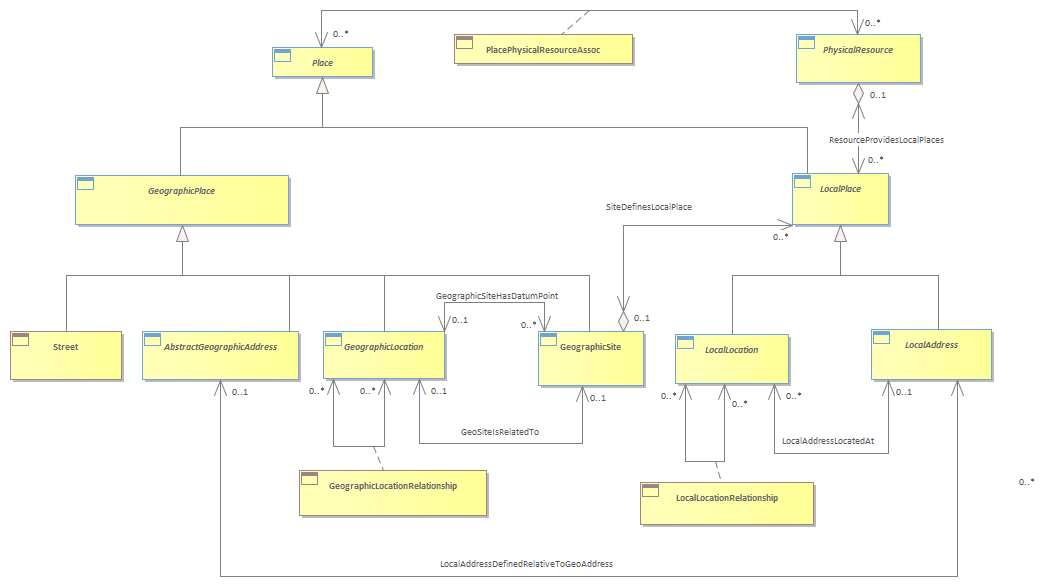 0..*
0..*
Place
PlacePhysicalResourceAssoc
PhysicalResource
0..1
ResourceProvidesLocalPlaces
0..*
GeographicPlace
LocalPlace
SiteDefinesLocalPlace
0..*
GeographicSiteHasDatumPoint
0..1
0..*
0..1
Street
AbstractGeographicAddress
GeographicLocation
GeographicSite
LocalLocation
LocalAddress
0..1
0..*
0..*
0..1
0..1
0..*
0..*
0..*
0..1
GeoSiteIsRelatedTo
LocalAddressLocatedAt
GeographicLocationRelationship
LocalLocationRelationship
0..*
LocalAddressDefinedRelativeToGeoAddress